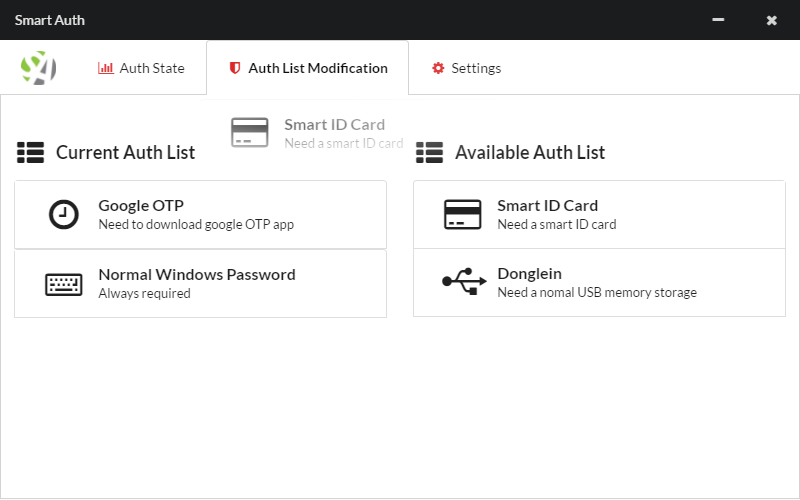 Smart Auth
Auth State
Auth List Modification
Settings
Smart ID Card
Need a smart ID card
Current Auth List
Available Auth List
Google OTP
Need to download google OTP app
Normal Windows Password
Always required
Smart ID Card
Need a smart ID card
Donglein
Need a nomal USB memory storage